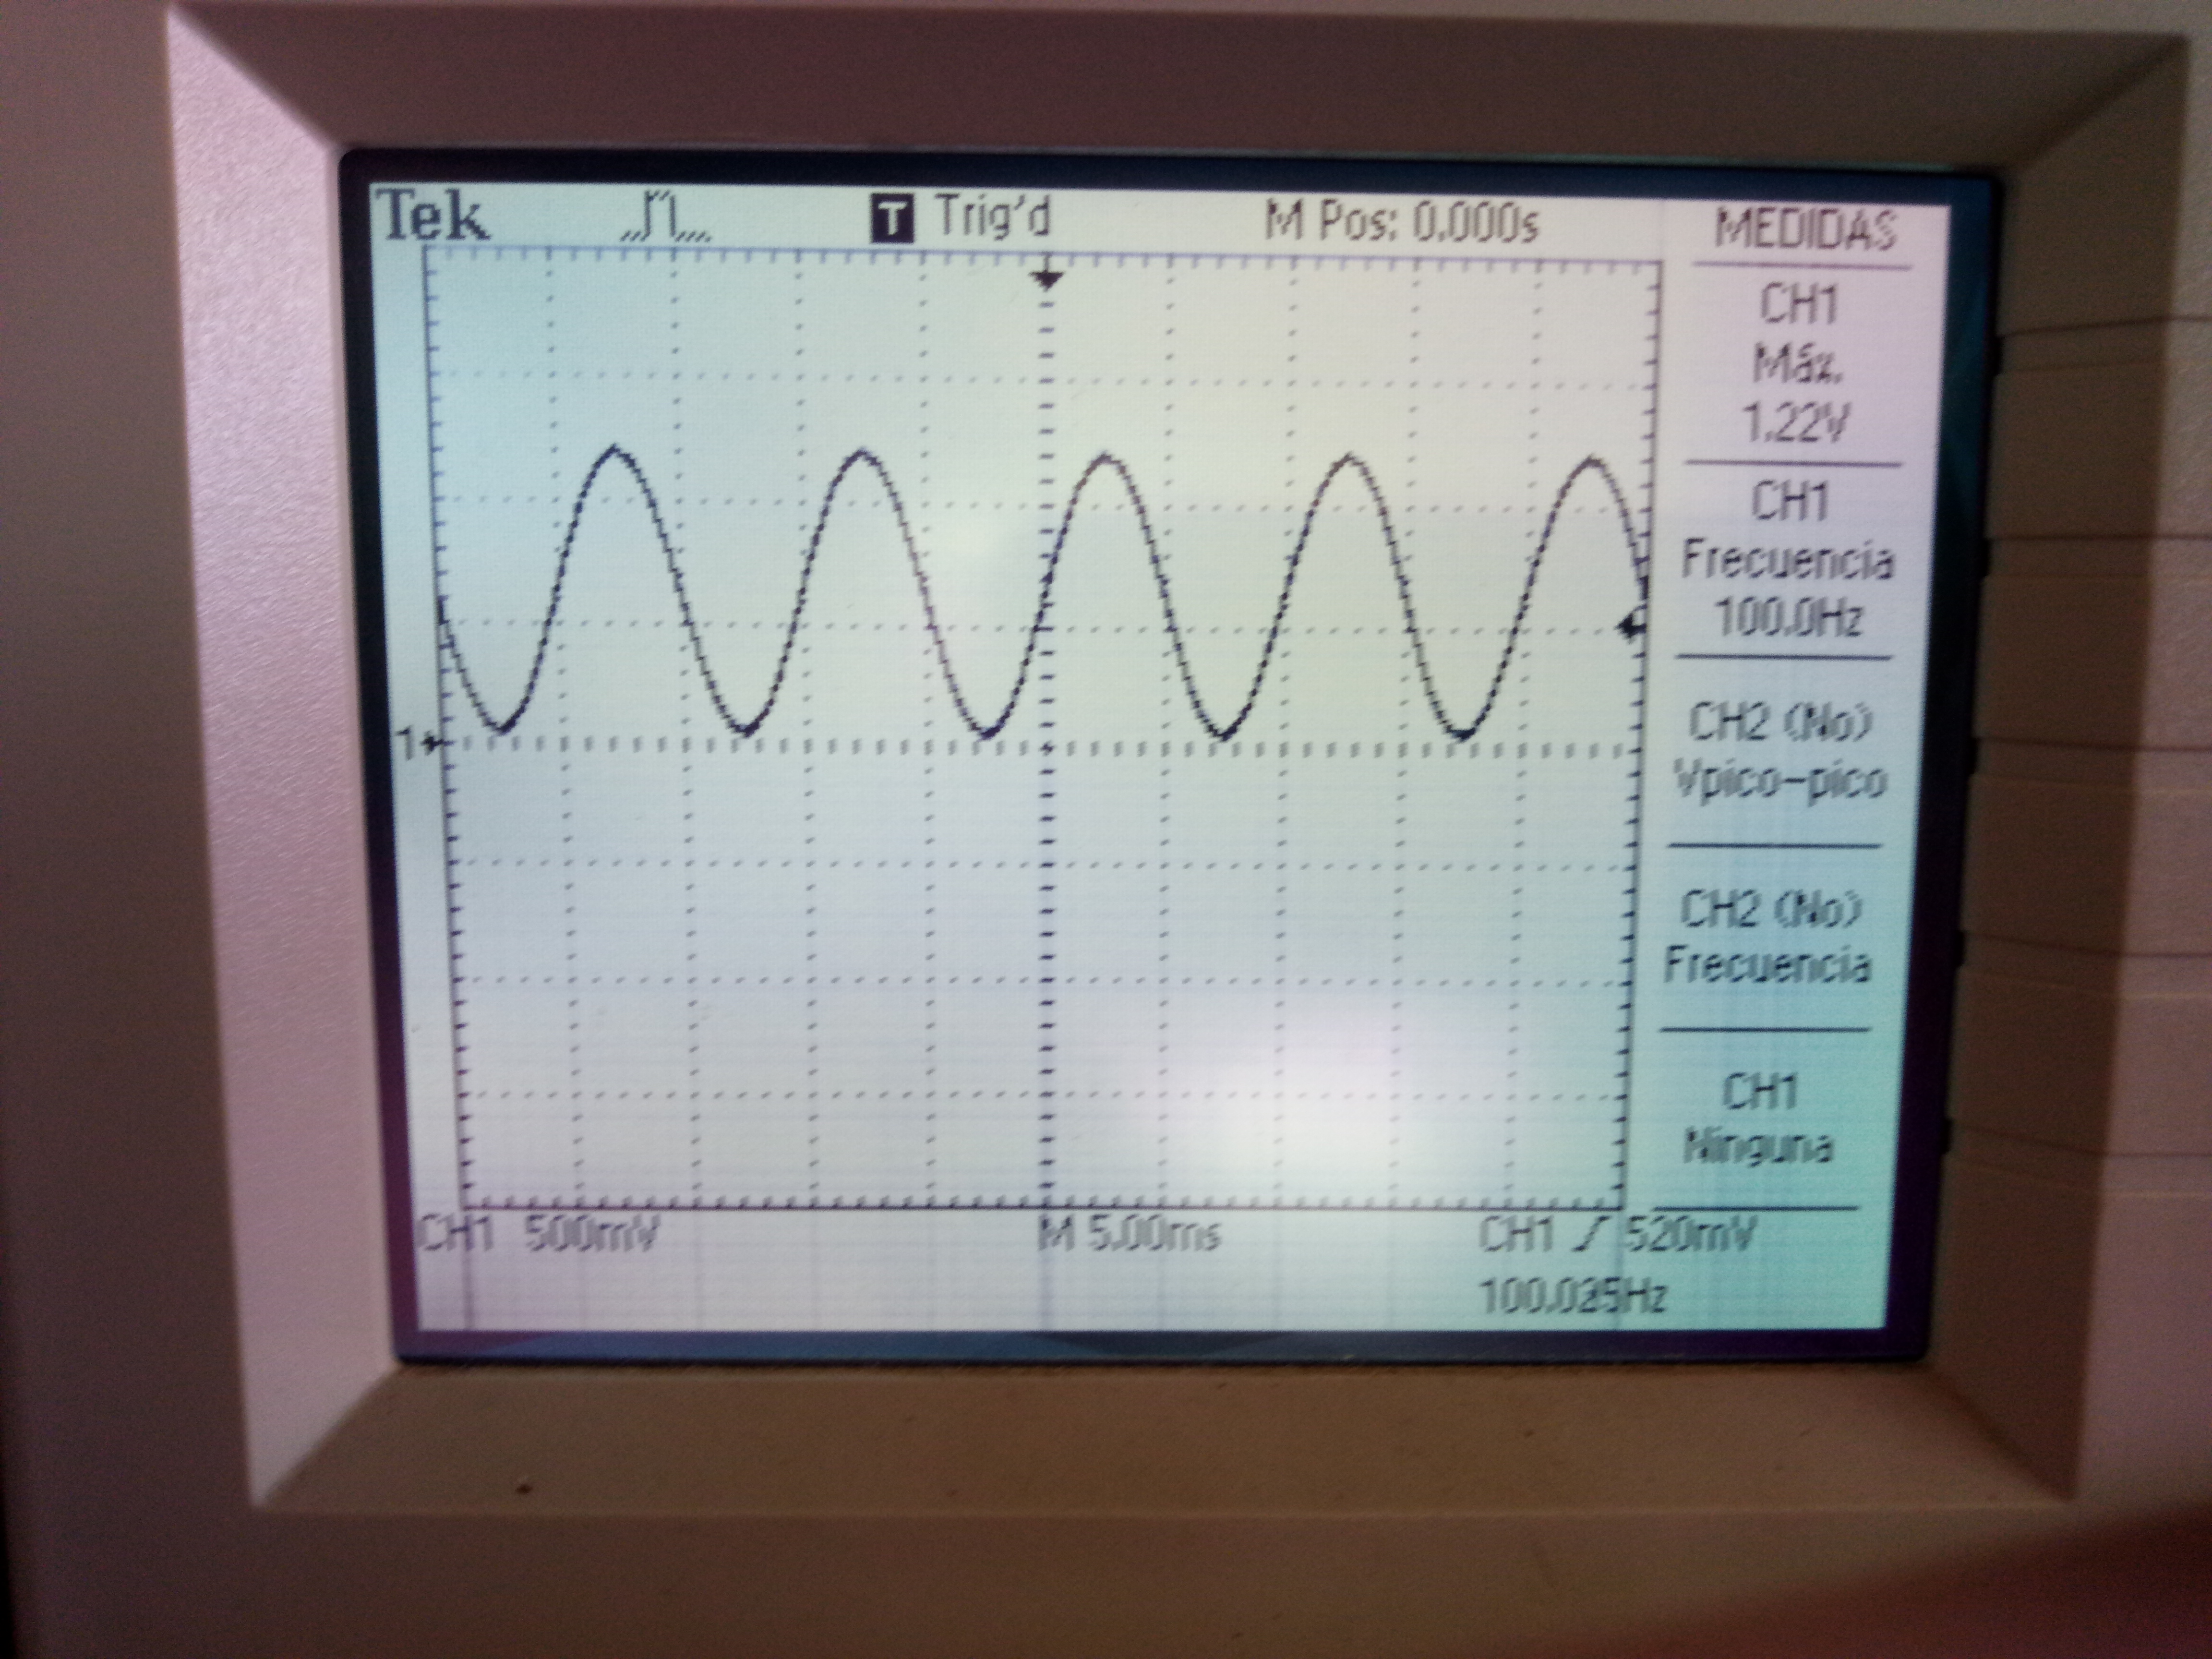 Tek T Trig'd M Pos: 0.000s MEDIDAS
CH1
Máx.
1.22V
CH1
Frecuencia
100.0Hz
CH2 (No)
Vpico-pico
CH2 (No)
Frecuencia
CH1
Ninguna
1
CH1 500mV M 5.00ms CH1 520mV
100.025Hz